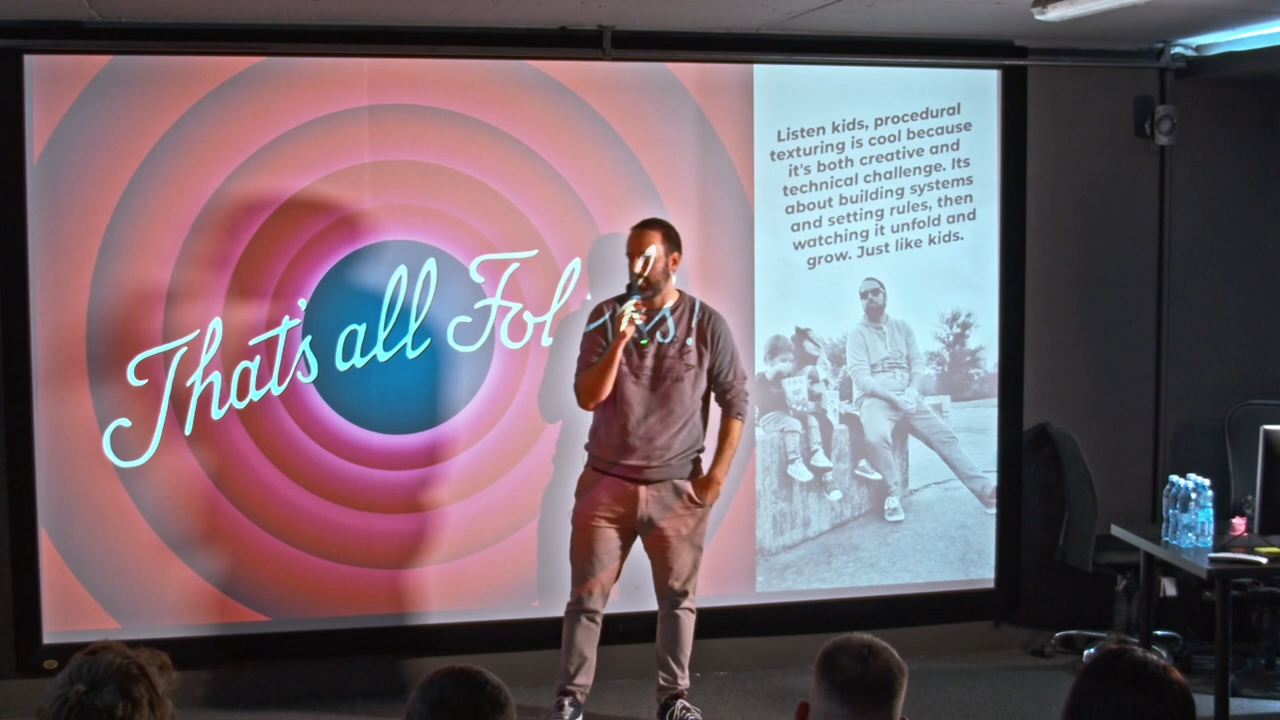 That's all Folks!
Listen kids, procedural
texturing is cool because
it's both creative and
technical challenge. Its
about building systems
and setting rules, then
watching it unfold and
grow. Just like kids.